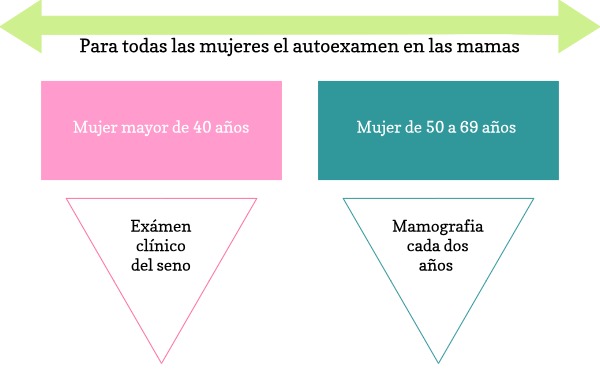 Para todas las mujeres el autoexamen en las mamas
Mujer mayor de 40 años
Mujer de 50 a 69 años
Exámen
clínico
del seno
Mamografia
cada dos
años